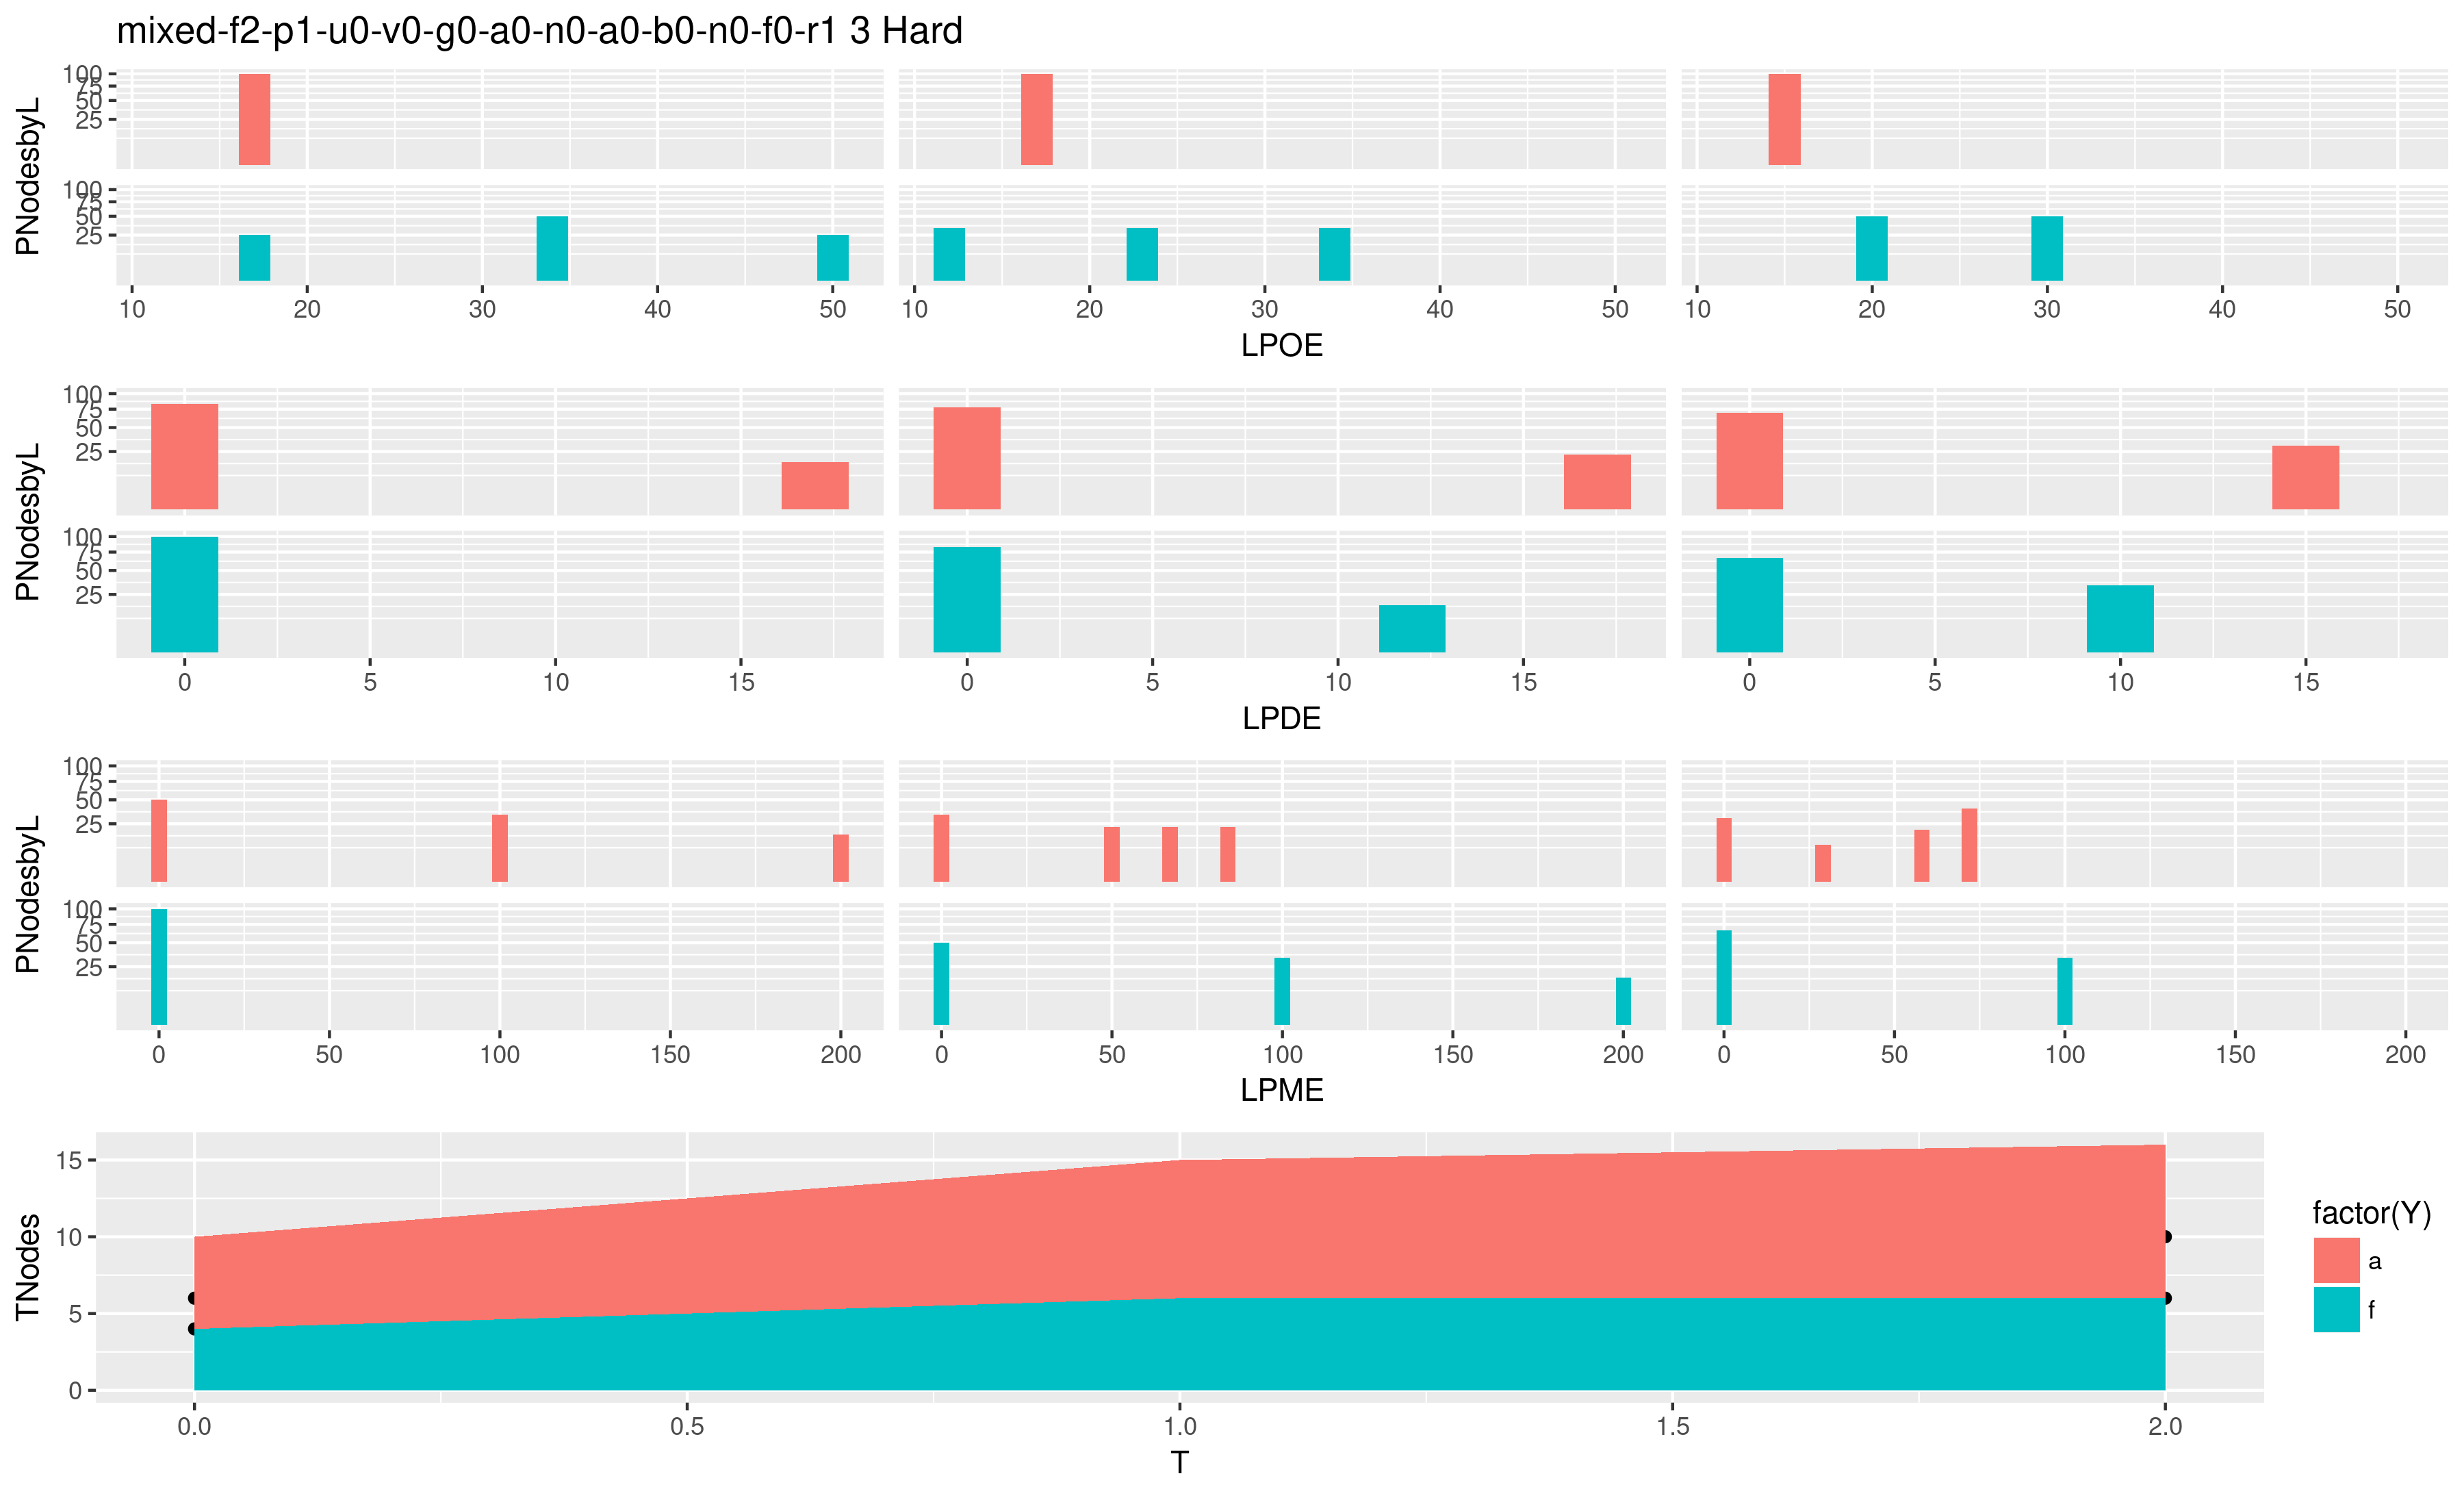 mixed-f2-p1-u0-v0-g0-a0-n0-a0-b0-n0-f0-r1 3 Hard
PNodesbyL
100
75
50
25
100
75
50
25
10 20 30 40 50 10 20 30 40 50 10 20 30 40 50
LPOE
PNodesbyL
100
75
50
25
100
75
50
25
0 5 10 15 0 5 10 15 0 5 10 15
LPDE
PNodesbyL
100
75
50
25
100
75
50
25
0 50 100 150 200 0 50 100 150 200 0 50 100 150 200
LPME
TNodes
15
10
5
0
0.0 0.5 1.0 1.5 2.0
T
factor(Y)
a
f